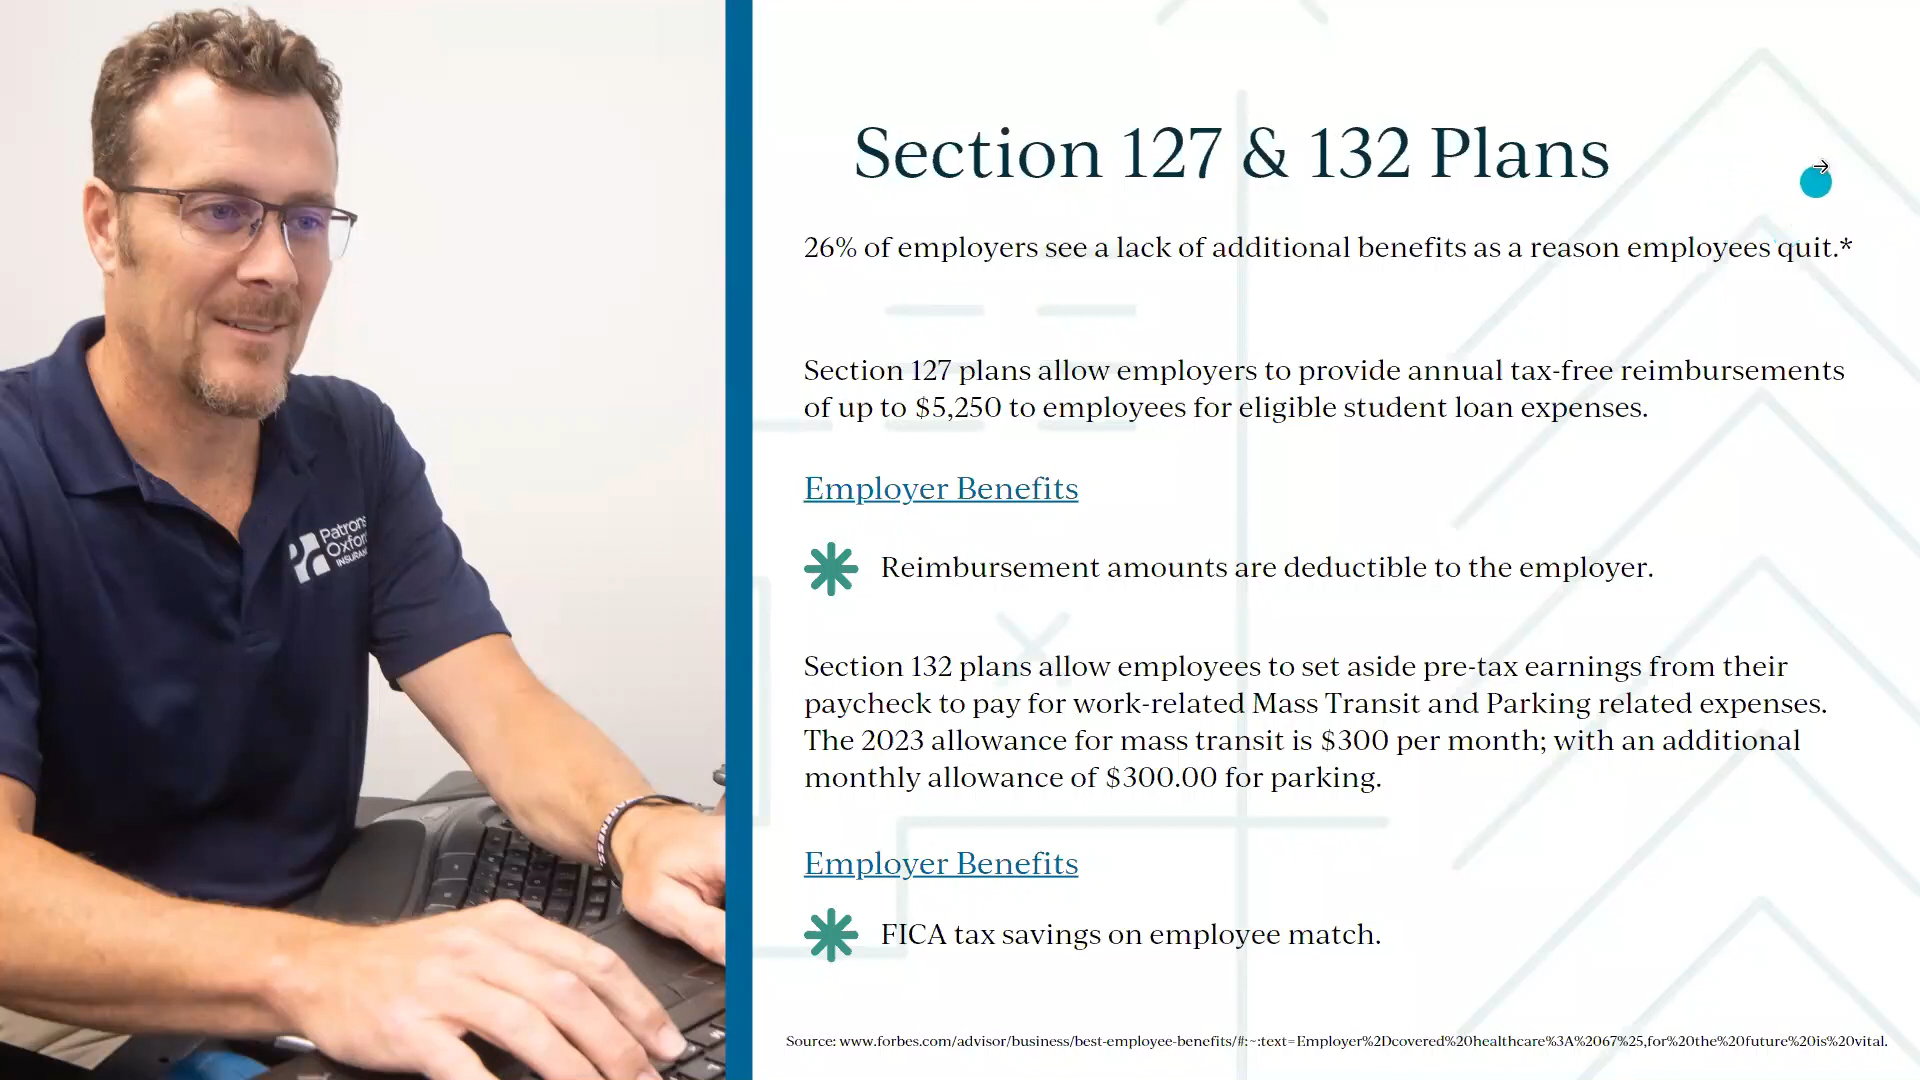 Section 127 & 132 Plans
26% of employers see a lack of additional benefits as a reason employees quit.*
Section 127 plans allow employers to provide annual tax-free reimbursements
of up to $5,250 to employees for eligible student loan expenses.
Employer Benefits
Reimbursement amounts are deductible to the employer.
Section 132 plans allow employees to set aside pre-tax earnings from their
paycheck to pay for work-related Mass Transit and Parking related expenses.
The 2023 allowance for mass transit is $300 per month; with an additional
monthly allowance of $300.00 for parking.
Employer Benefits
FICA tax savings on employee match.
Source: www.forbes.com/advisor/business/best-employee-benefits/#:~:text=Employer%2Dcovered%20healthcare%3A%2067%25,for%20the%20future%20is%20vital.
Patrons
Oxford